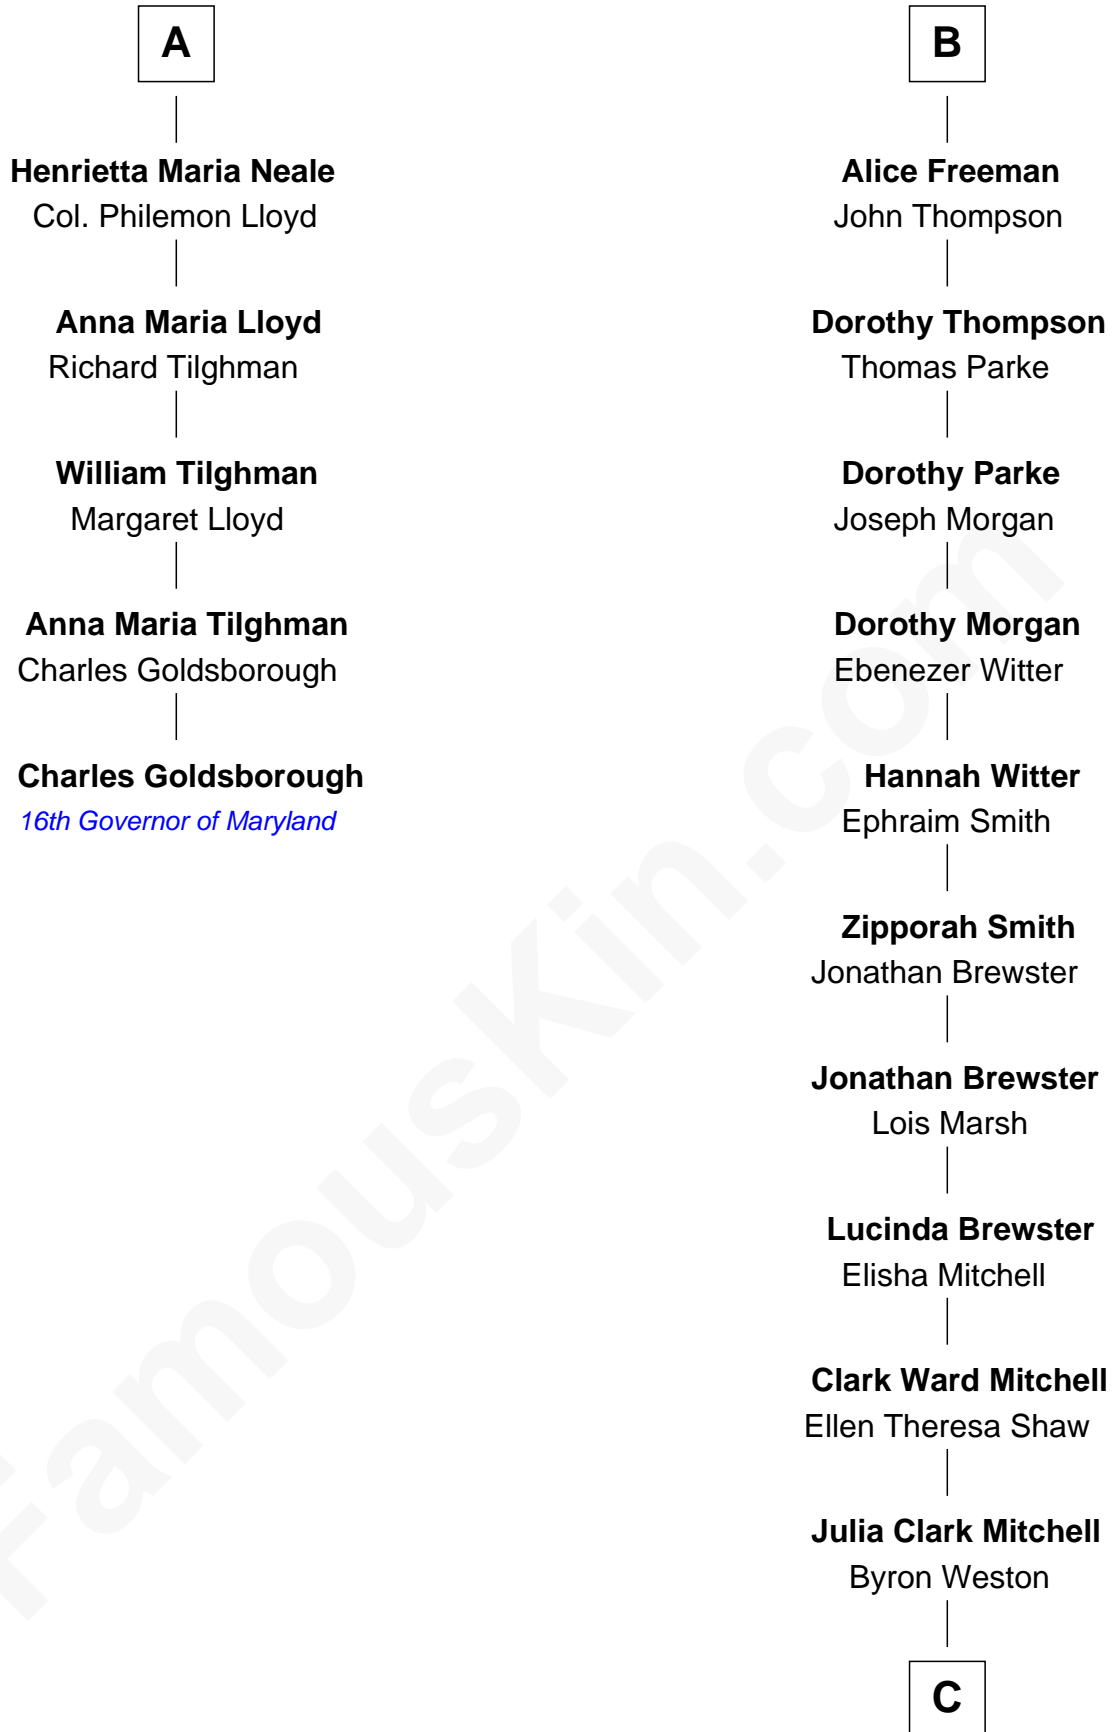 A
Henrietta Maria Neale
Col. Philemon Lloyd
Anna Maria Lloyd
Richard Tilghman
William Tilghman
Margaret Lloyd
Anna Maria Tilghman
Charles Goldsborough
Charles Goldsborough
16th Governor of Maryland
B
Alice Freeman
John Thompson
Dorothy Thompson
Thomas Parke
Dorothy Parke
Joseph Morgan
Dorothy Morgan
Ebenezer Witter
Hannah Witter
Ephraim Smith
Zipporah Smith
Jonathan Brewster
Jonathan Brewster
Lois Marsh
Lucinda Brewster
Elisha Mitchell
Clark Ward Mitchell
Ellen Theresa Shaw
Julia Clark Mitchell
Byron Weston
C
FamousKin.com